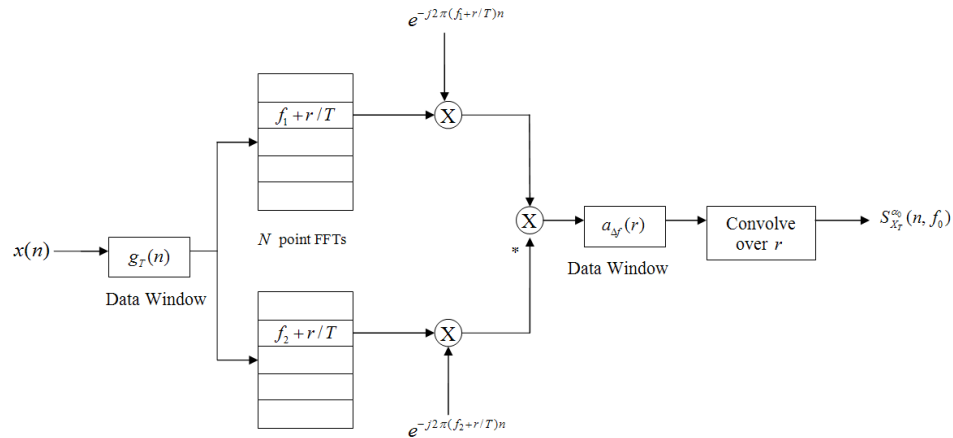 e^{-j2π(f_1+r/T)n}
f_1+r/T
X
N point FFTs
x(n)
g_T(n)
Data Window
X
*
a_{Δf}(r)
Data Window
Convolve
over r
S_{X_T}^{α_0}(n, f_0)
f_2+r/T
X
e^{-j2π(f_2+r/T)n}